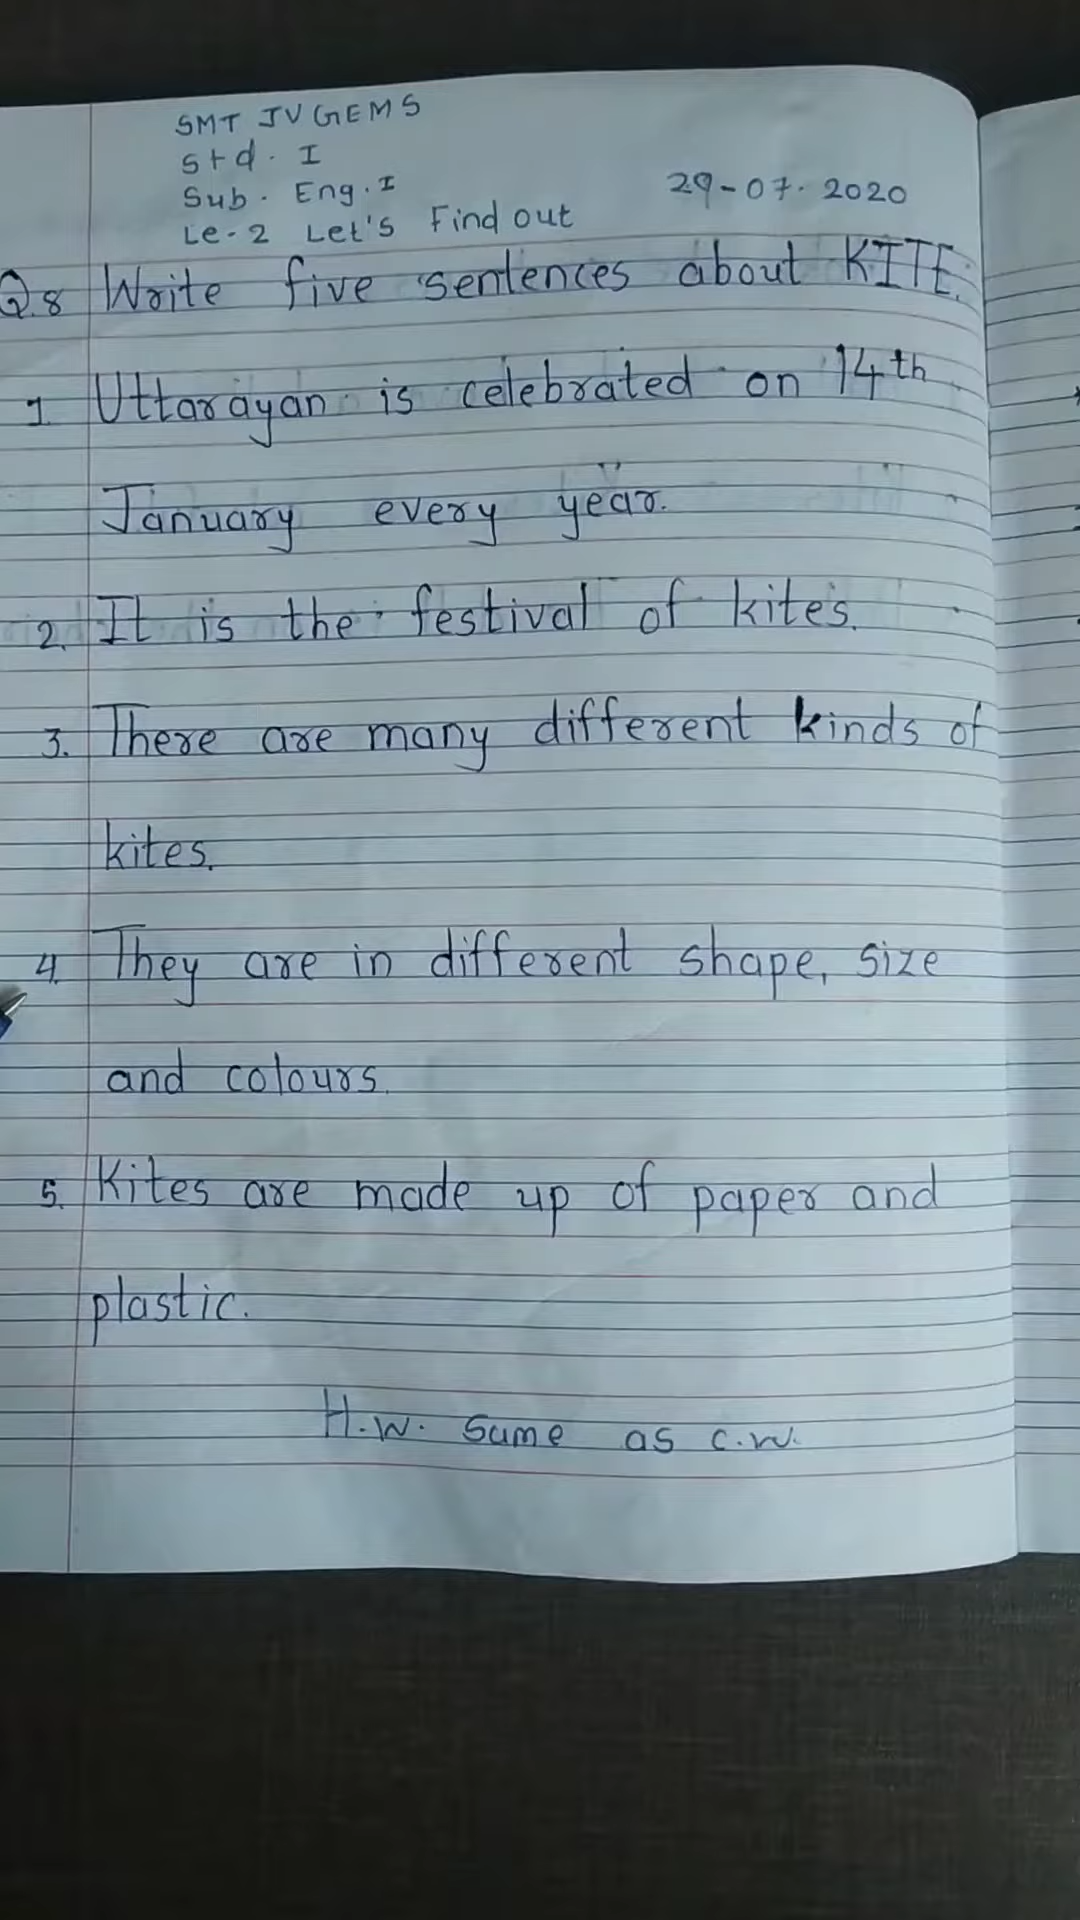 SMT JV GEMS
Std. I
Sub. Eng. I
29-07-2020
Le-2 Let's Find out
Q.8 Write five sentences about KITE.
1. Uttarayan is celebrated on 14th
January every year.
2. It is the festival of kites.
3. There are many different kinds of
kites.
4. They are in different shape, size
and colours.
5. Kites are made up of paper and
plastic.
H.W. Same as C.W.